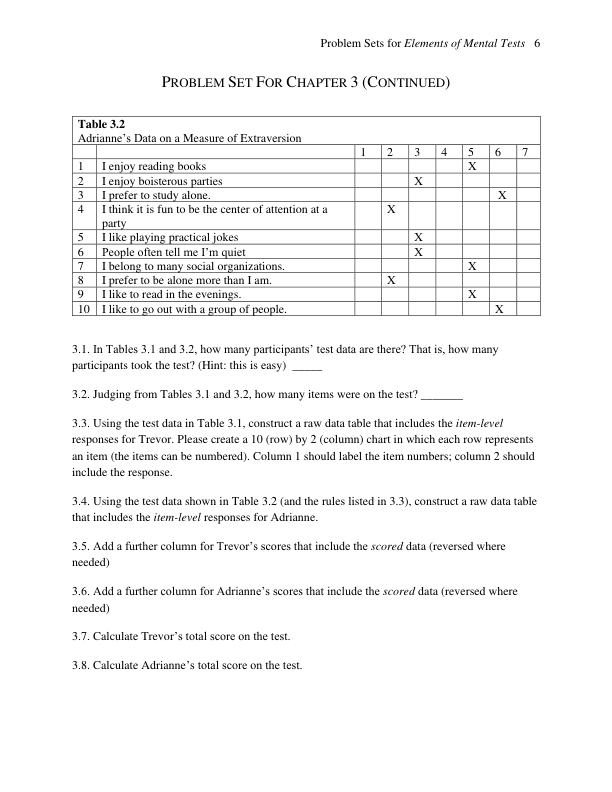 Problem Sets for Elements of Mental Tests 6
PROBLEM SET FOR CHAPTER 3 (CONTINUED)
Table 3.2
Adrianne's Data on a Measure of Extraversion
1 2 3 4 5 6 7
1 I enjoy reading books X
2 I enjoy boisterous parties X
3 I prefer to study alone. X
4 I think it is fun to be the center of attention at a X
party
5 I like playing practical jokes X
6 People often tell me I'm quiet X
7 I belong to many social organizations. X
8 I prefer to be alone more than I am. X
9 I like to read in the evenings. X
10 I like to go out with a group of people. X
3.1. In Tables 3.1 and 3.2, how many participants' test data are there? That is, how many
participants took the test? (Hint: this is easy) _____
3.2. Judging from Tables 3.1 and 3.2, how many items were on the test? _______
3.3. Using the test data in Table 3.1, construct a raw data table that includes the item-level
responses for Trevor. Please create a 10 (row) by 2 (column) chart in which each row represents
an item (the items can be numbered). Column 1 should label the item numbers; column 2 should
include the response.
3.4. Using the test data shown in Table 3.2 (and the rules listed in 3.3), construct a raw data table
that includes the item-level responses for Adrianne.
3.5. Add a further column for Trevor's scores that include the scored data (reversed where
needed)
3.6. Add a further column for Adrianne's scores that include the scored data (reversed where
needed)
3.7. Calculate Trevor's total score on the test.
3.8. Calculate Adrianne's total score on the test.